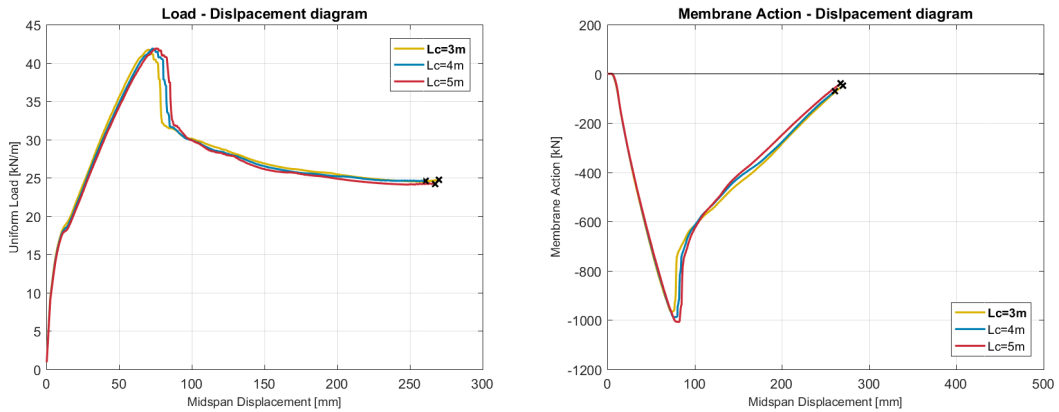 Load - Dislpacement diagram
45
40
35
30
25
20
15
10
5
0
0 50 100 150 200 250 300
Uniform Load [kN/m]
Midspan Displacement [mm]
Lc=3m
Lc=4m
Lc=5m
Membrane Action - Dislpacement diagram
200
0
-200
-400
-600
-800
-1000
-1200
0 100 200 300 400 500
Membrane Action [kN]
Midspan Displacement [mm]
Lc=3m
Lc=4m
Lc=5m